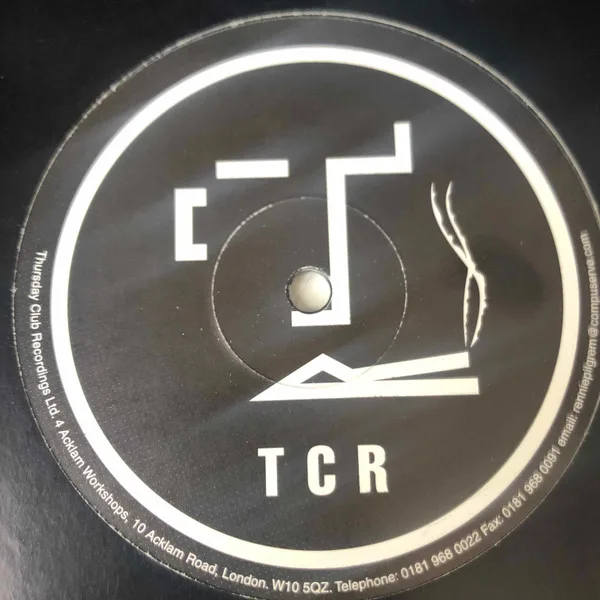 TCR
Thursday Club Recordings Ltd. 4 Acklam Workshops, 10 Acklam Road, London. W10 5QZ. Telephone: 0181 968 0022 Fax: 0181 968 0091 email: renniepilgrem@compuserve.com